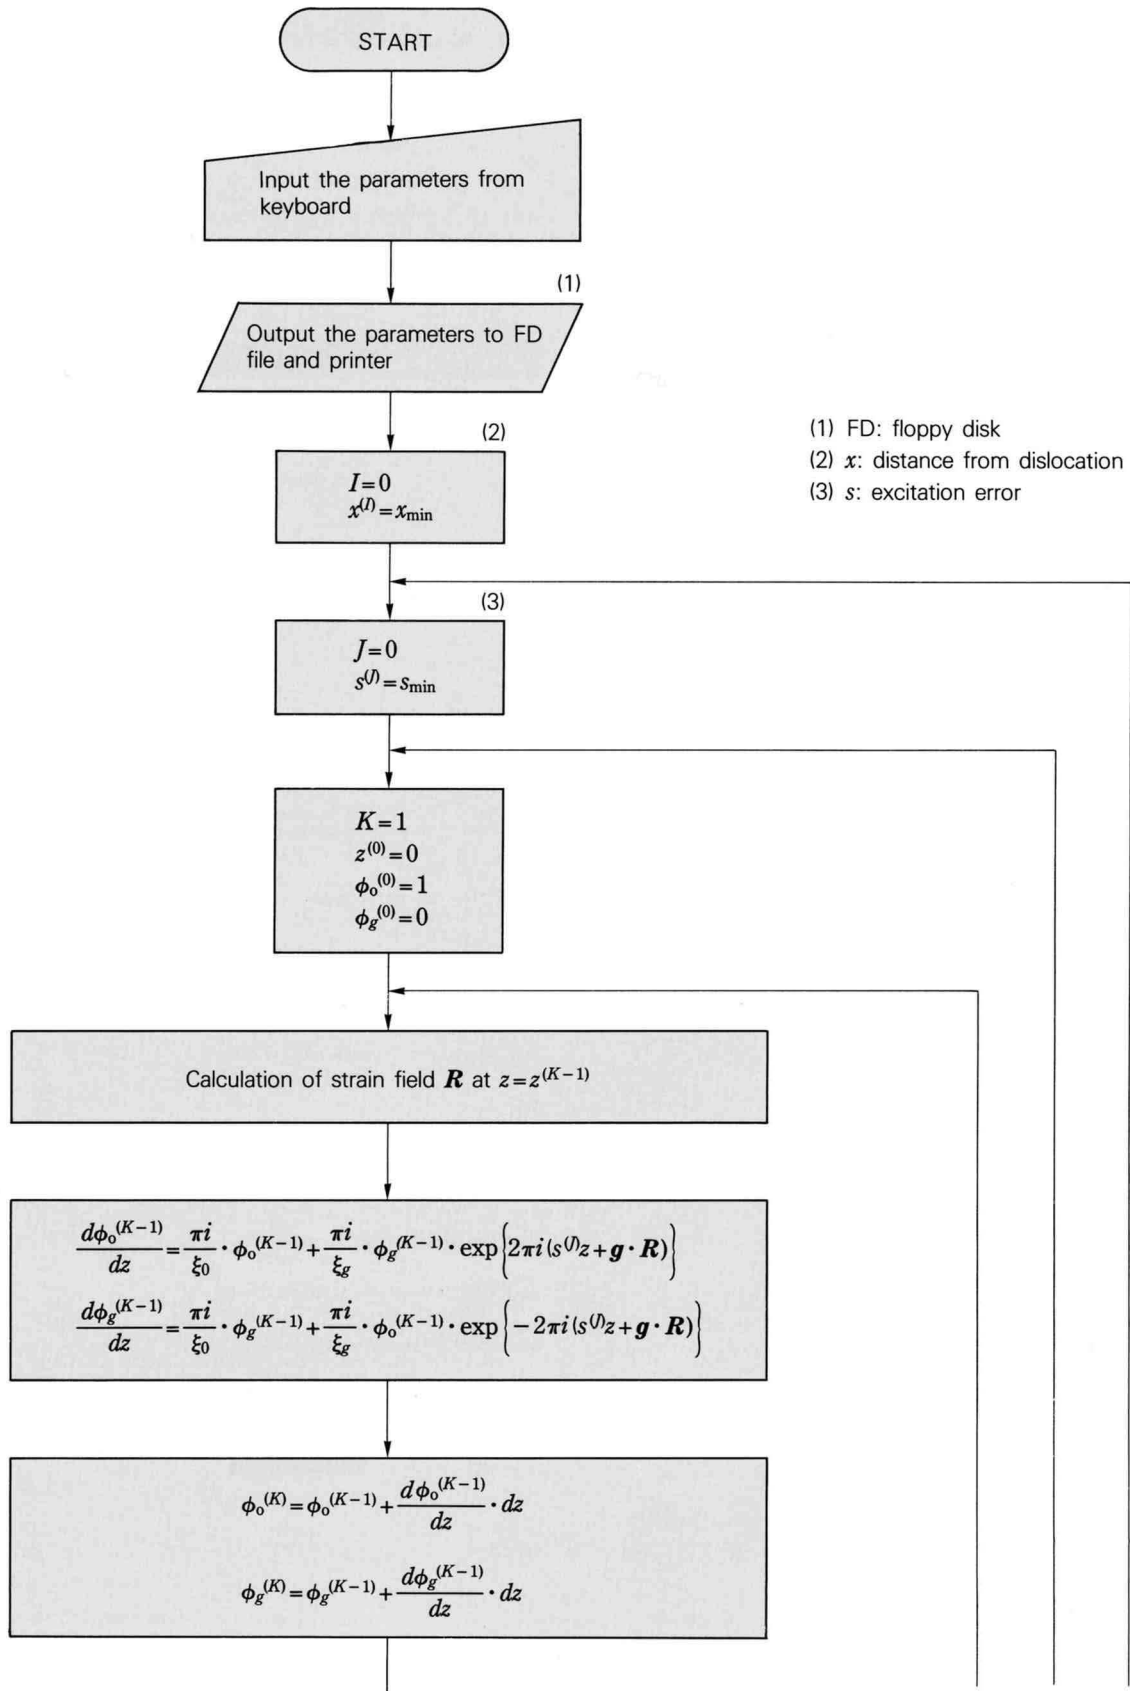 START
Input the parameters from
keyboard
(1)
Output the parameters to FD
file and printer
(2)
I=0
x^(I)=x_min
(1) FD: floppy disk
(2) x: distance from dislocation
(3) s: excitation error
(3)
J=0
s^(J)=s_min
K=1
z^(0)=0
ϕ_o^(0)=1
ϕ_g^(0)=0
Calculation of strain field R at z=z^(K−1)
dϕ_o^(K−1)/dz = πi/ξ_0 · ϕ_o^(K−1) + πi/ξ_g · ϕ_g^(K−1) · exp{2πi(s^(J)z+g·R)}
dϕ_g^(K−1)/dz = πi/ξ_0 · ϕ_g^(K−1) + πi/ξ_g · ϕ_o^(K−1) · exp{−2πi(s^(J)z+g·R)}
ϕ_o^(K)=ϕ_o^(K−1)+dϕ_o^(K−1)/dz · dz
ϕ_g^(K)=ϕ_g^(K−1)+dϕ_g^(K−1)/dz · dz